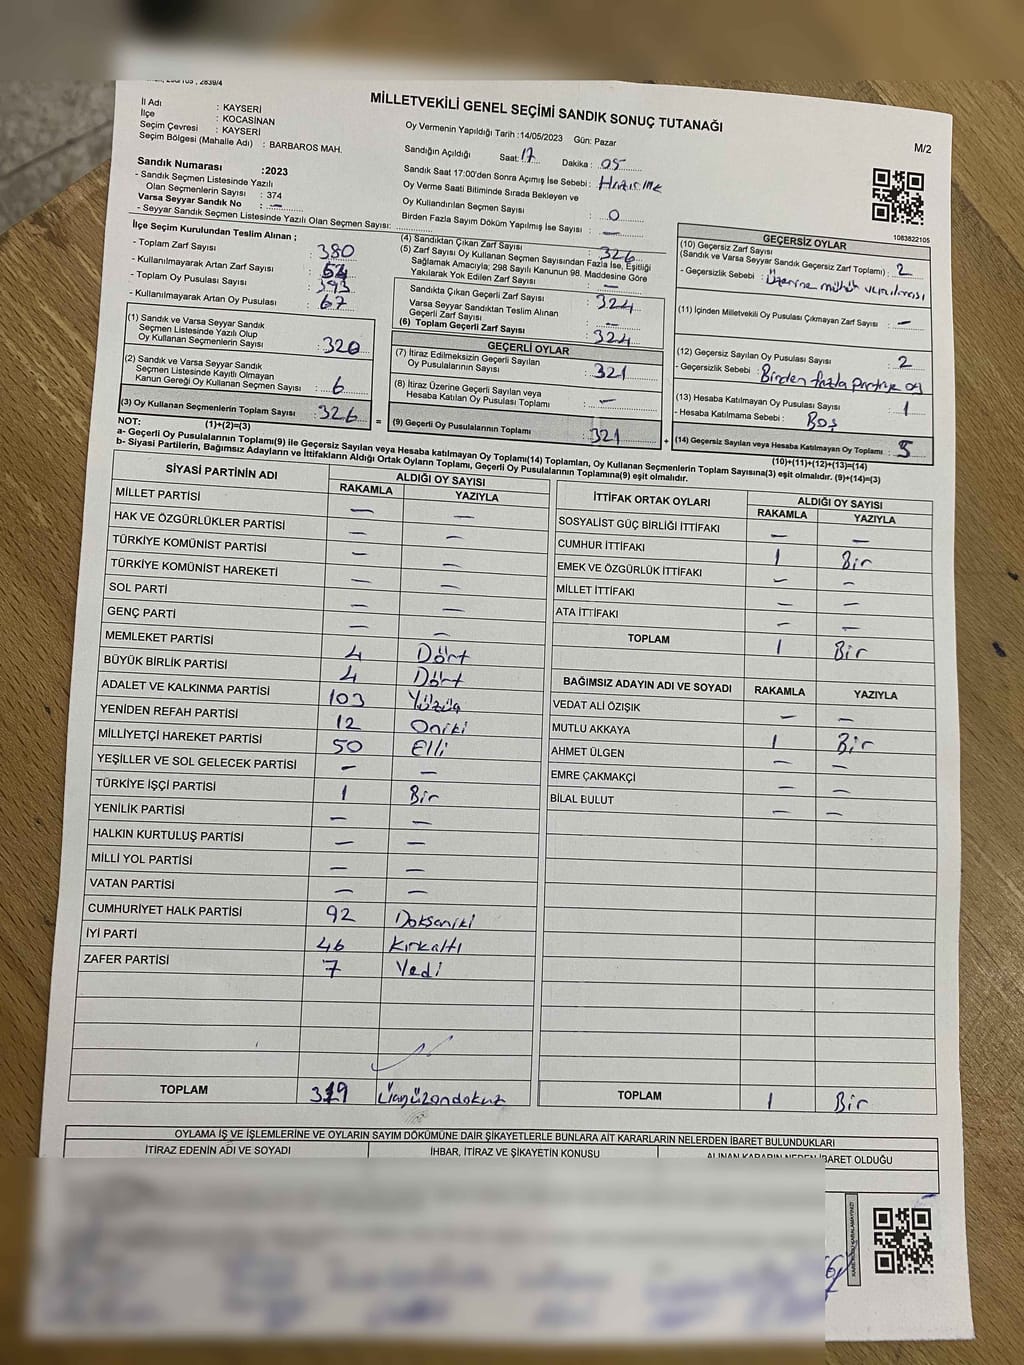 MİLLETVEKİLİ GENEL SEÇİMİ SANDIK SONUÇ TUTANAĞI
M/2
İl Adı : KAYSERİ
İlçe : KOCASİNAN
Seçim Çevresi : KAYSERİ
Seçim Bölgesi (Mahalle Adı) : BARBAROS MAH.
Sandık Numarası : 2023
- Sandık Seçmen Listesinde Yazılı
Olan Seçmenlerin Sayısı : 374
Varsa Seyyar Sandık No : —
- Seyyar Sandık Seçmen Listesinde Yazılı Olan Seçmen Sayısı:
Oy Vermenin Yapıldığı Tarih :14/05/2023 Gün: Pazar
Sandığın Açıldığı Saat: 17 Dakika : 05
Sandık Saat 17:00'den Sonra Açılmış İse Sebebi :
Oy Verme Saati Bitiminde Sırada Bekleyen ve
Oy Kullandırılan Seçmen Sayısı : 0
Birden Fazla Sayım Döküm Yapılmış İse Sayısı : —
1083822105
İlçe Seçim Kurulundan Teslim Alınan ;
- Toplam Zarf Sayısı : 380
- Kullanılmayarak Artan Zarf Sayısı : 54
- Toplam Oy Pusulası Sayısı : 393
- Kullanılmayarak Artan Oy Pusulası : 67
(1) Sandık ve Varsa Seyyar Sandık
Seçmen Listesinde Yazılı Olup
Oy Kullanan Seçmenlerin Sayısı : 320
(2) Sandık ve Varsa Seyyar Sandık
Seçmen Listesinde Kayıtlı Olmayan
Kanun Gereği Oy Kullanan Seçmen Sayısı : 6
(3) Oy Kullanan Seçmenlerin Toplam Sayısı : 326
(1)+(2)=(3)
(4) Sandıktan Çıkan Zarf Sayısı : 326
(5) Zarf Sayısı Oy Kullanan Seçmen Sayısından Fazla İse, Eşitliği
Sağlamak Amacıyla; 298 Sayılı Kanunun 98. Maddesine Göre
Yakılarak Yok Edilen Zarf Sayısı : —
Sandıkta Çıkan Geçerli Zarf Sayısı : 324
Varsa Seyyar Sandıktan Teslim Alınan
Geçerli Zarf Sayısı : —
(6) Toplam Geçerli Zarf Sayısı : 324
GEÇERLİ OYLAR
(7) İtiraz Edilmeksizin Geçerli Sayılan
Oy Pusulalarının Sayısı : 321
(8) İtiraz Üzerine Geçerli Sayılan veya
Hesaba Katılan Oy Pusulası Toplamı : —
= (9) Geçerli Oy Pusulalarının Toplamı : 321 +
GEÇERSİZ OYLAR
(10) Geçersiz Zarf Sayısı
(Sandık ve Varsa Seyyar Sandık Geçersiz Zarf Toplamı) : 2
- Geçersizlik Sebebi : Üzerine mühür vurulması
(11) İçinden Milletvekili Oy Pusulası Çıkmayan Zarf Sayısı : —
(12) Geçersiz Sayılan Oy Pusulası Sayısı : 2
- Geçersizlik Sebebi : Birden fazla partiye oy
(13) Hesaba Katılmayan Oy Pusulası Sayısı : 1
- Hesaba Katılmama Sebebi : Boş
(14) Geçersiz Sayılan veya Hesaba Katılmayan Oy Toplamı : 5
(10)+(11)+(12)+(13)=(14)
NOT:
a- Geçerli Oy Pusulalarının Toplamı(9) ile Geçersiz Sayılan veya Hesaba katılmayan Oy Toplamı(14) Toplamları, Oy Kullanan Seçmenlerin Toplam Sayısına(3) eşit olmalıdır. (9)+(14)=(3)
b- Siyasi Partilerin, Bağımsız Adayların ve İttifakların Aldığı Ortak Oyların Toplamı, Geçerli Oy Pusulalarının Toplamına(9) eşit olmalıdır.
SİYASİ PARTİNİN ADI ALDIĞI OY SAYISI
RAKAMLA YAZIYLA
MİLLET PARTİSİ — —
HAK VE ÖZGÜRLÜKLER PARTİSİ — —
TÜRKİYE KOMÜNİST PARTİSİ —
TÜRKİYE KOMÜNİST HAREKETİ — —
SOL PARTİ — —
GENÇ PARTİ — —
MEMLEKET PARTİSİ 4 Dört
BÜYÜK BİRLİK PARTİSİ 4 Dört
ADALET VE KALKINMA PARTİSİ 103 Yüzüç
YENİDEN REFAH PARTİSİ 12 Oniki
MİLLİYETÇİ HAREKET PARTİSİ 50 Elli
YEŞİLLER VE SOL GELECEK PARTİSİ — —
TÜRKİYE İŞÇİ PARTİSİ 1 Bir
YENİLİK PARTİSİ — —
HALKIN KURTULUŞ PARTİSİ — —
MİLLİ YOL PARTİSİ — —
VATAN PARTİSİ — —
CUMHURİYET HALK PARTİSİ 92 Doksaniki
İYİ PARTİ 46 Kırkaltı
ZAFER PARTİSİ 7 Yedi
TOPLAM 319 Üçyüzondokuz
İTTİFAK ORTAK OYLARI ALDIĞI OY SAYISI
RAKAMLA YAZIYLA
SOSYALİST GÜÇ BİRLİĞİ İTTİFAKI — —
CUMHUR İTTİFAKI 1 Bir
EMEK VE ÖZGÜRLÜK İTTİFAKI — —
MİLLET İTTİFAKI — —
ATA İTTİFAKI — —
TOPLAM 1 Bir
BAĞIMSIZ ADAYIN ADI VE SOYADI RAKAMLA YAZIYLA
VEDAT ALİ ÖZIŞIK — —
MUTLU AKKAYA 1 Bir
AHMET ÜLGEN — —
EMRE ÇAKMAKÇİ — —
BİLAL BULUT — —
TOPLAM 1 Bir
OYLAMA İŞ VE İŞLEMLERİNE VE OYLARIN SAYIM DÖKÜMÜNE DAİR ŞİKAYETLERLE BUNLARA AİT KARARLARIN NELERDEN İBARET BULUNDUKLARI
İTİRAZ EDENİN ADI VE SOYADI İHBAR, İTİRAZ VE ŞİKAYETİN KONUSU ALINAN KARARIN NEDEN İBARET OLDUĞU